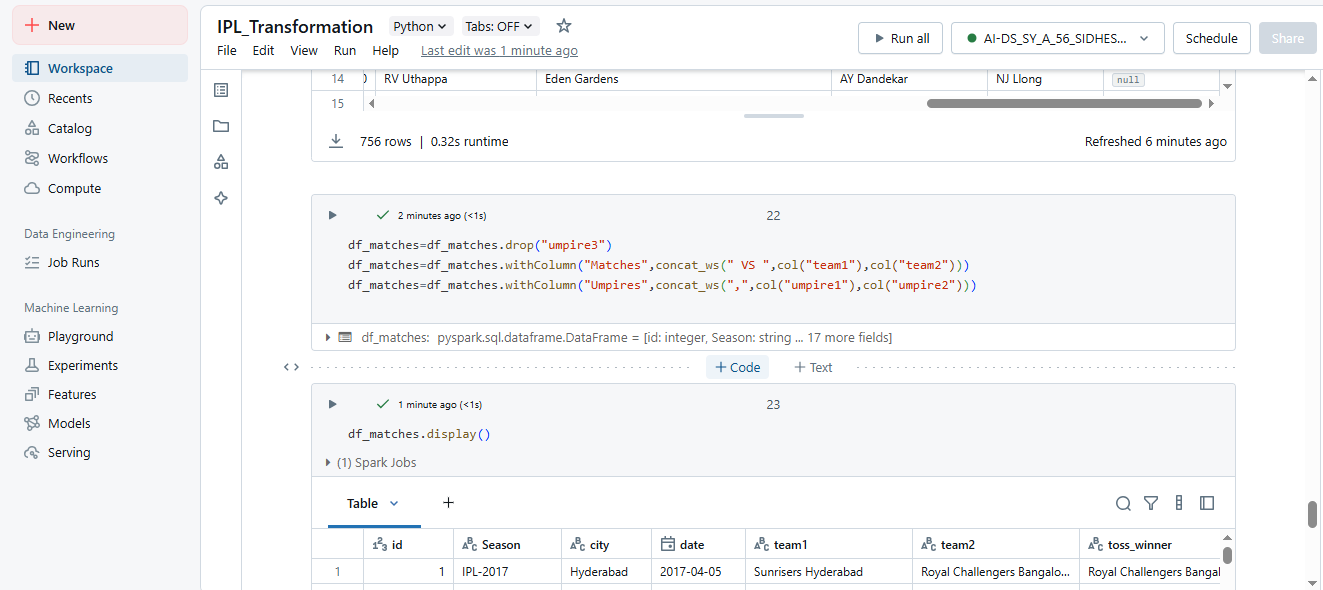 New
Workspace
Recents
Catalog
Workflows
Compute
Data Engineering
Job Runs
Machine Learning
Playground
Experiments
Features
Models
Serving
IPL_Transformation Python Tabs: OFF
File Edit View Run Help Last edit was 1 minute ago
Run all AI-DS_SY_A_56_SIDHES... Schedule Share
14 RV Uthappa Eden Gardens AY Dandekar NJ Llong null
15
756 rows | 0.32s runtime Refreshed 6 minutes ago
2 minutes ago (<1s) 22
df_matches=df_matches.drop("umpire3")
df_matches=df_matches.withColumn("Matches",concat_ws(" VS ",col("team1"),col("team2")))
df_matches=df_matches.withColumn("Umpires",concat_ws(",",col("umpire1"),col("umpire2")))
df_matches: pyspark.sql.dataframe.DataFrame = [id: integer, Season: string ... 17 more fields]
+ Code + Text
1 minute ago (<1s) 23
df_matches.display()
(1) Spark Jobs
Table +
id Season city date team1 team2 toss_winner
1 1 IPL-2017 Hyderabad 2017-04-05 Sunrisers Hyderabad Royal Challengers Bangalo... Royal Challengers Bangal